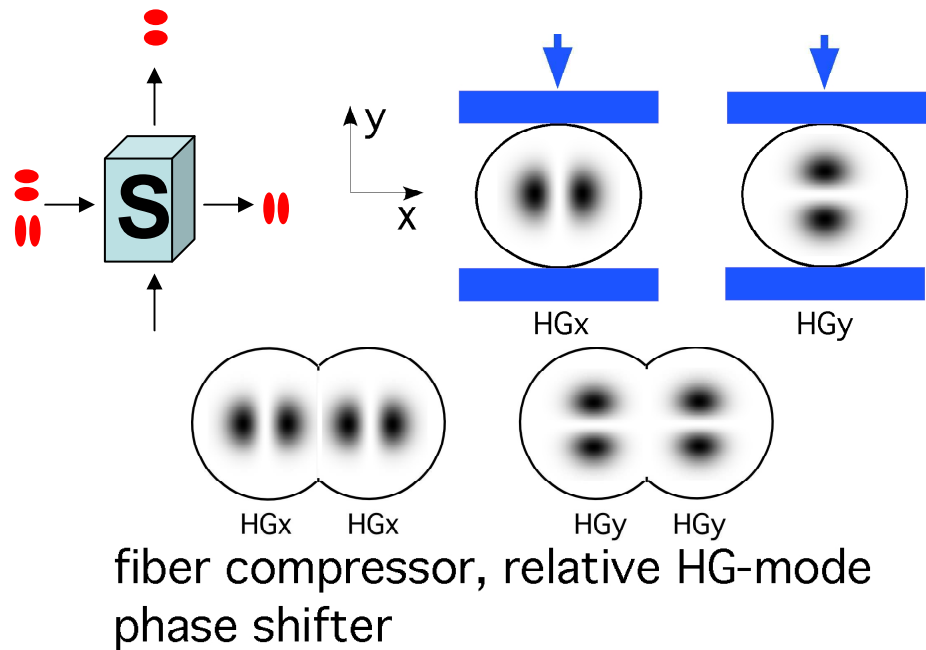 y
S
x
HGx
HGy
HGx
HGx
HGy
HGy
fiber compressor, relative HG-mode
phase shifter